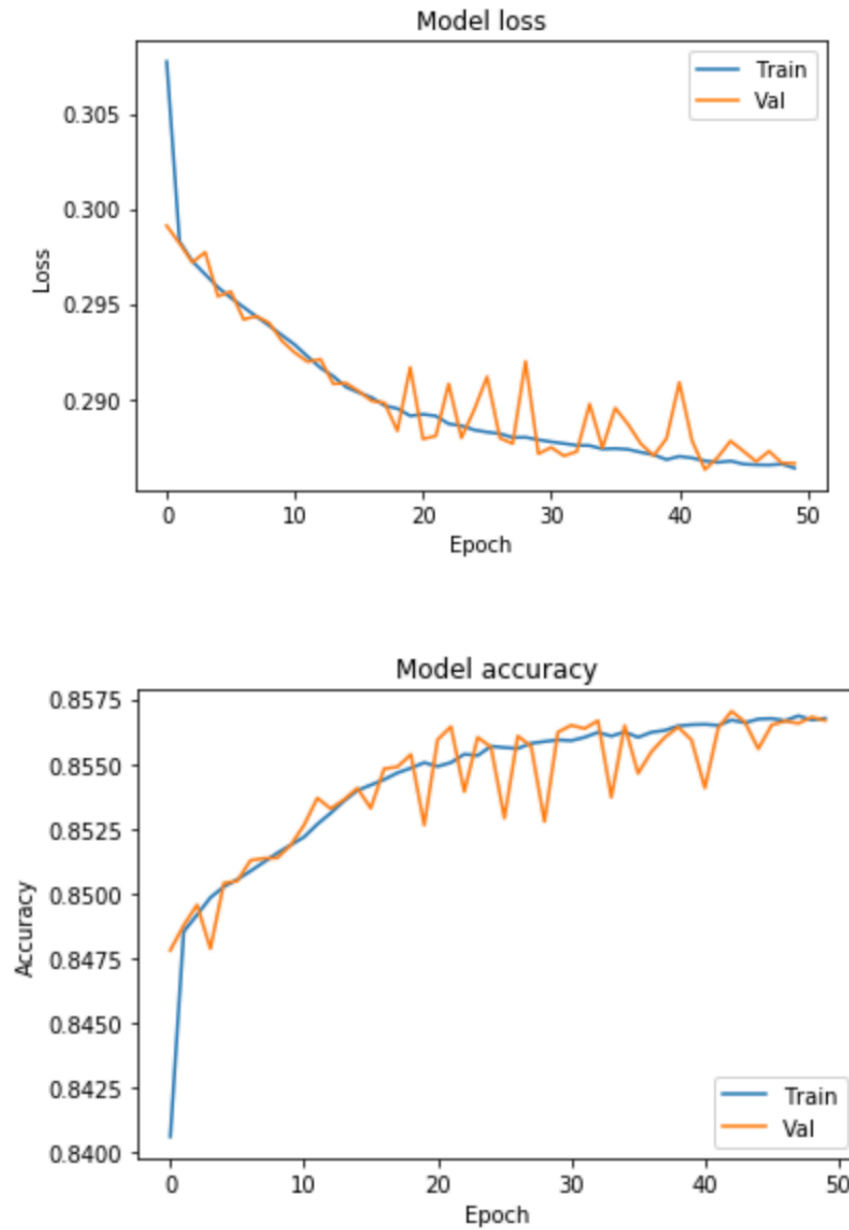 Model loss
Train
Val
0.305
0.300
0.295
0.290
Loss
0 10 20 30 40 50
Epoch
Model accuracy
0.8575
0.8550
0.8525
0.8500
0.8475
0.8450
0.8425
0.8400
Accuracy
Train
Val
0 10 20 30 40 50
Epoch